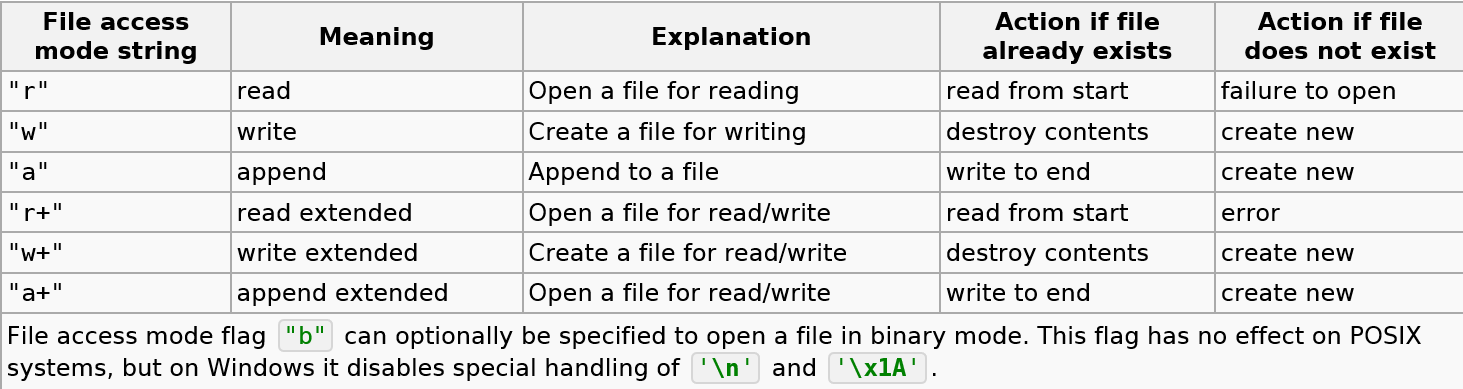 File access mode string Meaning Explanation Action if file already exists Action if file does not exist
"r" read Open a file for reading read from start failure to open
"w" write Create a file for writing destroy contents create new
"a" append Append to a file write to end create new
"r+" read extended Open a file for read/write read from start error
"w+" write extended Create a file for read/write destroy contents create new
"a+" append extended Open a file for read/write write to end create new
File access mode flag "b" can optionally be specified to open a file in binary mode. This flag has no effect on POSIX
systems, but on Windows it disables special handling of '\n' and '\x1A'.